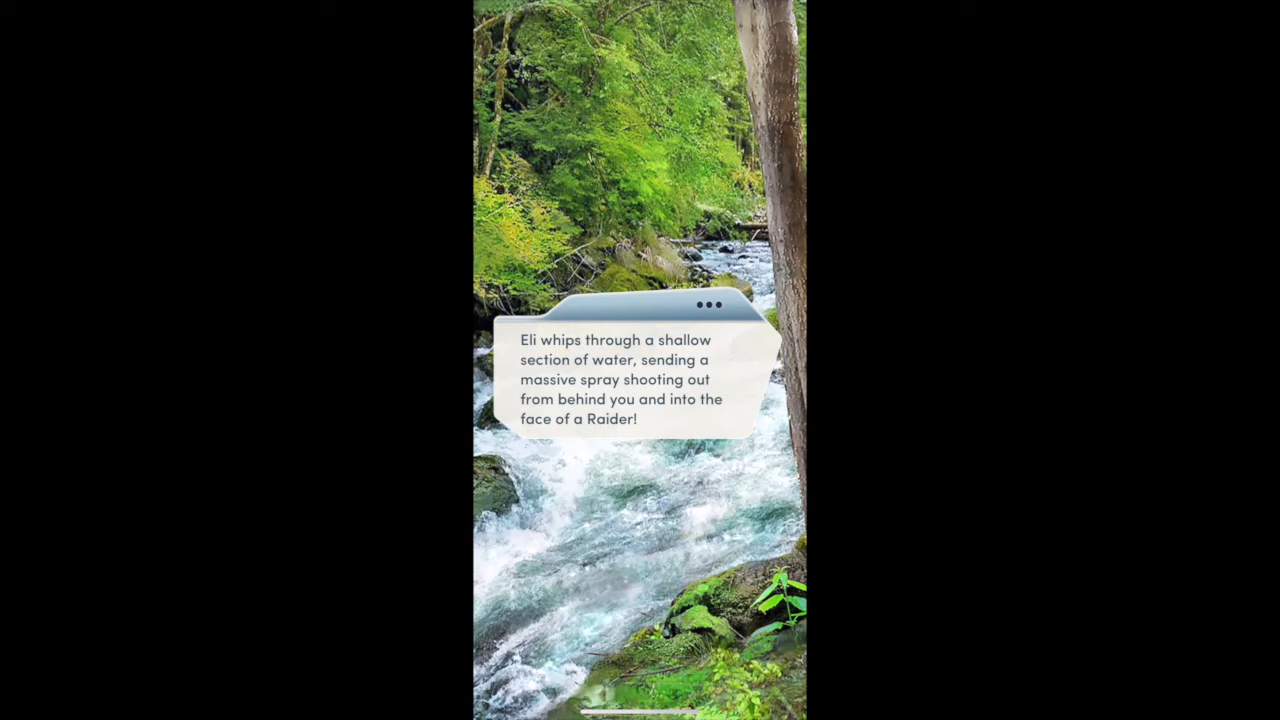 Eli whips through a shallow
section of water, sending a
massive spray shooting out
from behind you and into the
face of a Raider!